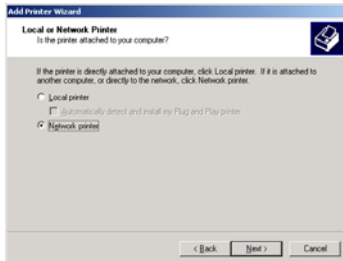 Add Printer Wizard
Local or Network Printer
Is the printer attached to your computer?
If the printer is directly attached to your computer, click Local printer. If it is attached to
another computer, or directly to the network, click Network printer.
Local printer
Automatically detect and install my Plug and Play printer
Network printer
< Back
Next >
Cancel